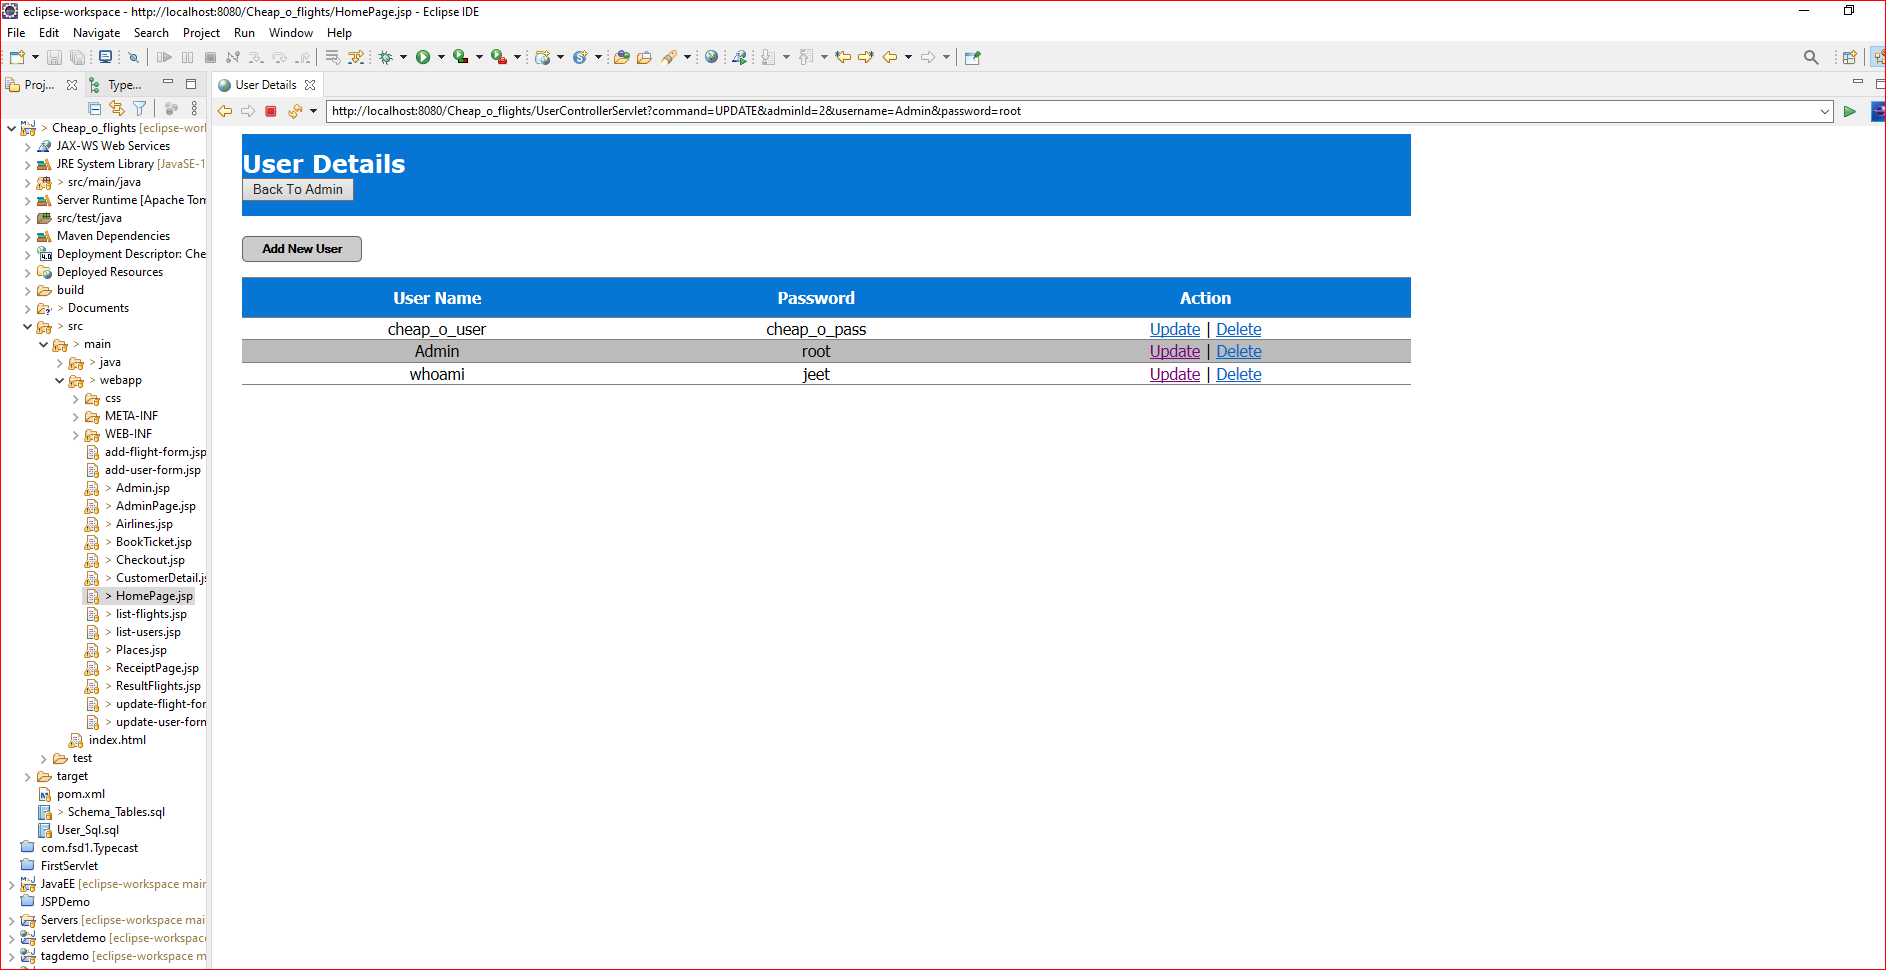 eclipse-workspace - http://localhost:8080/Cheap_o_flights/HomePage.jsp - Eclipse IDE
File Edit Navigate Search Project Run Window Help
Proj... Type...
User Details
http://localhost:8080/Cheap_o_flights/UserControllerServlet?command=UPDATE&adminId=2&username=Admin&password=root
> Cheap_o_flights [eclipse-wor
JAX-WS Web Services
JRE System Library [JavaSE-1
> src/main/java
Server Runtime [Apache Tom
src/test/java
Maven Dependencies
Deployment Descriptor: Che
Deployed Resources
build
> Documents
> src
> main
> java
> webapp
css
META-INF
WEB-INF
add-flight-form.jsp
add-user-form.jsp
> Admin.jsp
> AdminPage.jsp
> Airlines.jsp
> BookTicket.jsp
> Checkout.jsp
> CustomerDetail.js
> HomePage.jsp
> list-flights.jsp
> list-users.jsp
> Places.jsp
> ReceiptPage.jsp
> ResultFlights.jsp
> update-flight-for
> update-user-form
index.html
test
target
pom.xml
> Schema_Tables.sql
User_Sql.sql
com.fsd1.Typecast
FirstServlet
JavaEE [eclipse-workspace mair
JSPDemo
Servers [eclipse-workspace mai
servletdemo [eclipse-workspace
tagdemo [eclipse-workspace m
User Details
Back To Admin
Add New User
User Name Password Action
cheap_o_user cheap_o_pass Update | Delete
Admin root Update | Delete
whoami jeet Update | Delete